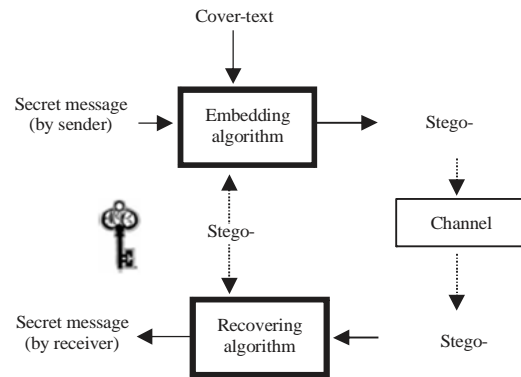 Cover-text
Secret message
(by sender)
Embedding
algorithm
Stego-
Channel
Stego-
Secret message
(by receiver)
Recovering
algorithm
Stego-